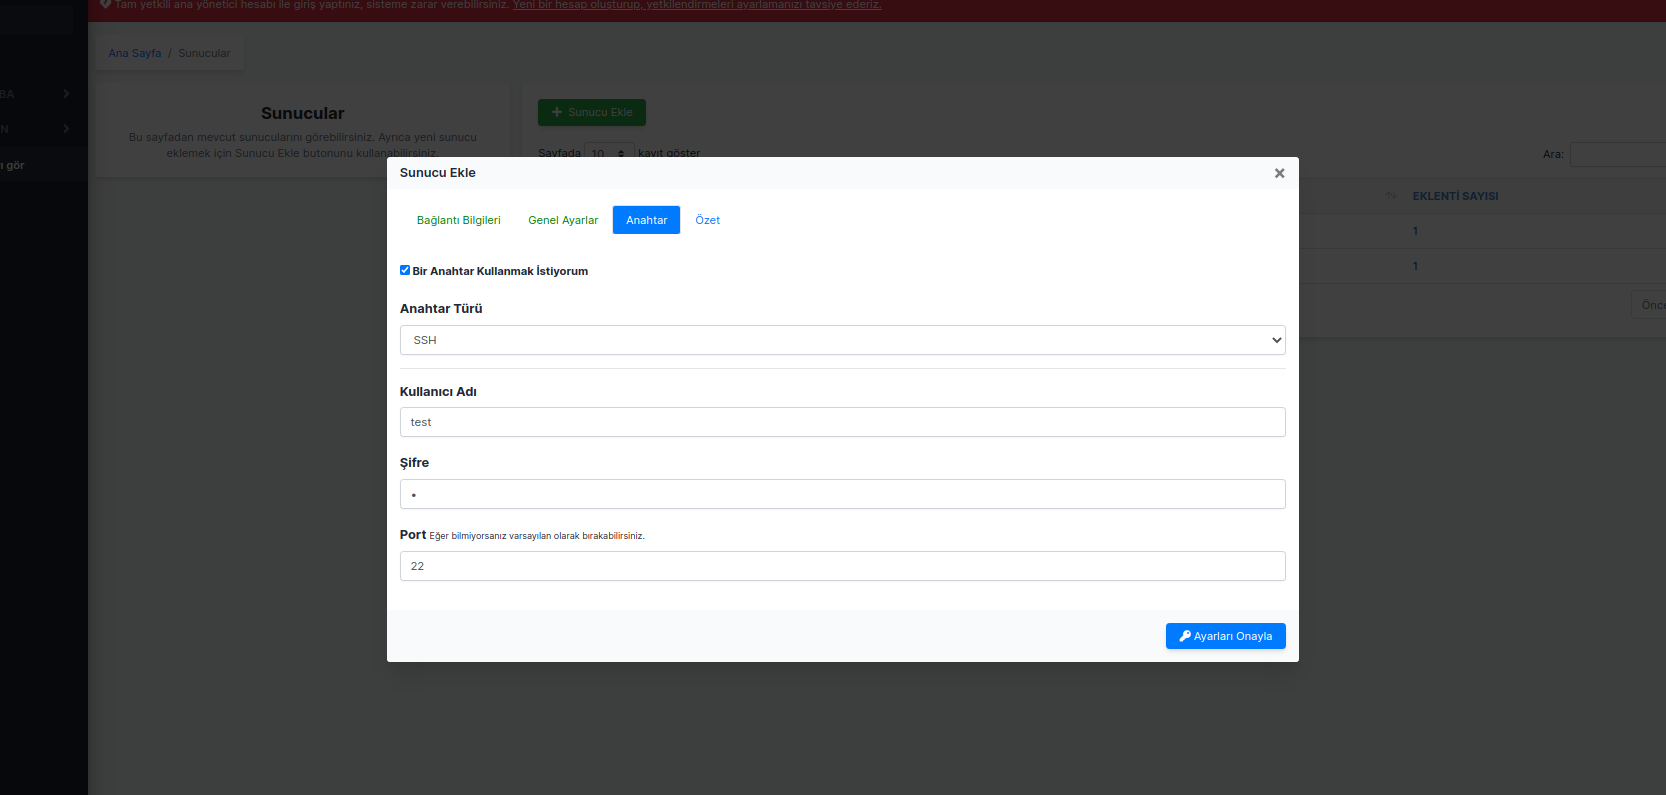 Tam yetkili ana yönetici hesabı ile giriş yaptınız, sisteme zarar verebilirsiniz. Yeni bir hesap oluşturup, yetkilendirmeleri ayarlamanızı tavsiye ederiz.
Ana Sayfa / Sunucular
BA
N
gör
Sunucular
Bu sayfadan mevcut sunucularını görebilirsiniz. Ayrıca yeni sunucu
eklemek için Sunucu Ekle butonunu kullanabilirsiniz.
Sunucu Ekle
Sayfada 10 kayıt göster
Ara:
EKLENTİ SAYISI
1
1
Önce
Sunucu Ekle
Bağlantı Bilgileri Genel Ayarlar Anahtar Özet
Bir Anahtar Kullanmak İstiyorum
Anahtar Türü
SSH
Kullanıcı Adı
test
Şifre
•
Port Eğer bilmiyorsanız varsayılan olarak bırakabilirsiniz.
22
Ayarları Onayla